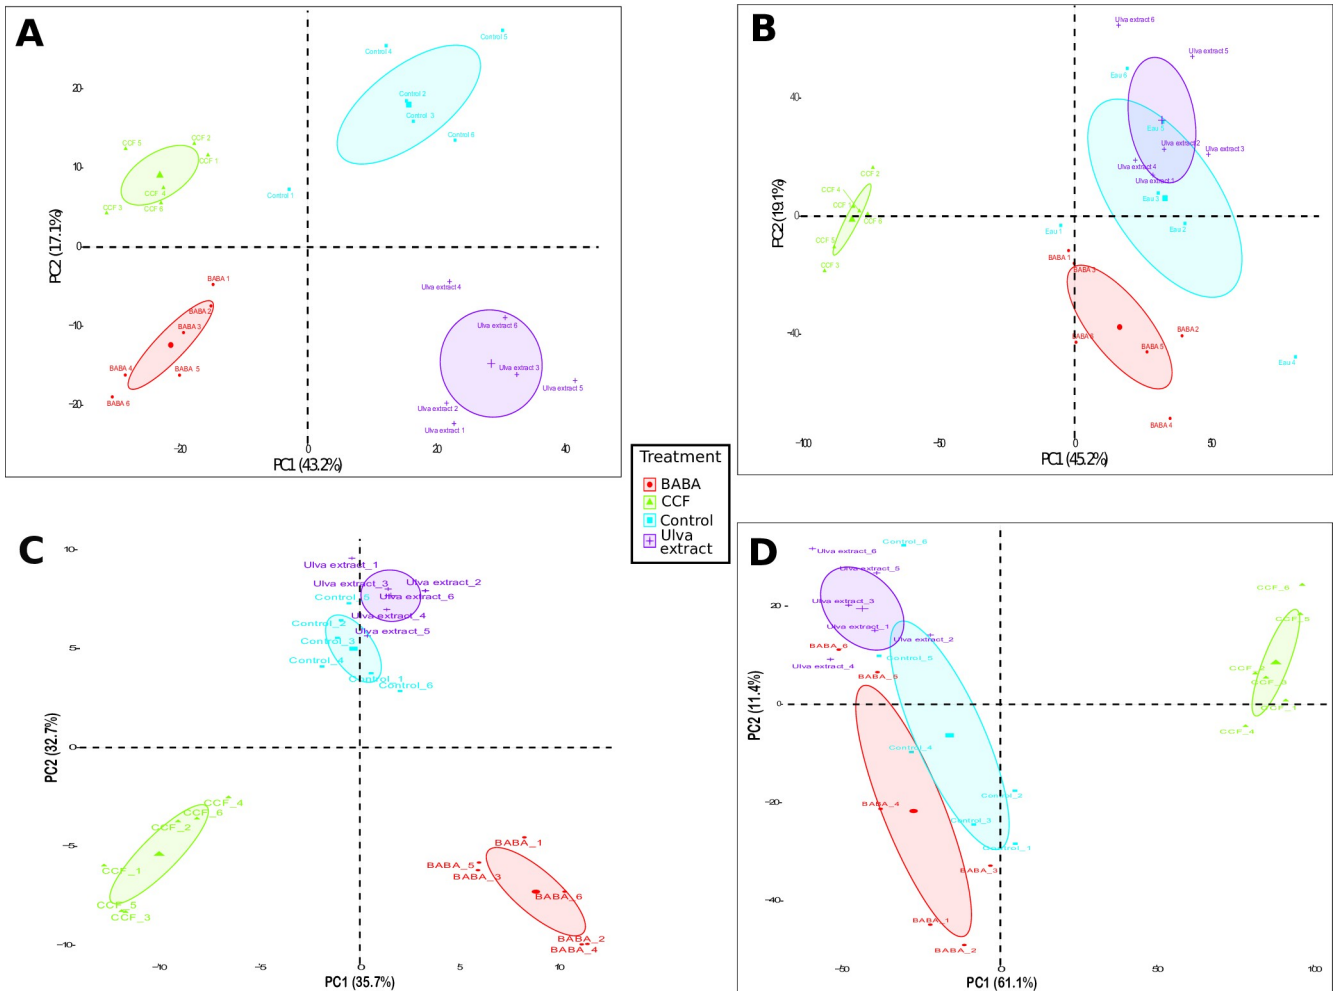 A
Control 5
Control 4
20-
Control 2
Control 3
Control 6
CCF 2
CCF 5
CCF 1
10-
CCF 4
CCF 6
CCF 3
Control 1
0-
PC2 (17.1%)
BABA 1
Ulva extract 4
BABA 2
-10-
BABA 3
Ulva extract 6
BABA 4
BABA 5
Ulva extract 3
Ulva extract 5
BABA 6
-20-
Ulva extract 2
Ulva extract 1
-20
0
20
40
PC1 (43.2%)
B
Ulva extract 6
Ulva extract 5
Eau 6
40-
Eau 5
Ulva extract 2
Ulva extract 3
Ulva extract 4
CCF 2
CCF 4
Eau 3
0-
CCF 6
PC2 (19.1%)
Eau 1
Eau 2
CCF 5
BABA 1
CCF 3
BABA 3
-40-
BABA 2
BABA 5
Eau 4
BABA 4
-100
-50
0
50
PC1 (45.2%)
Treatment
BABA
CCF
Control
Ulva
extract
C
10-
Ulva extract_1
Ulva extract_3
Ulva extract_2
Control_5
Ulva extract_6
Ulva extract_4
Control_2
Ulva extract_5
Control_3
5-
Control_4
Control_1
Control_6
0-
PC2 (32.7%)
CCF_4
CCF_6
CCF_2
-5-
BABA_1
CCF_1
BABA_5
BABA_3
BABA_6
CCF_5
CCF_3
BABA_2
BABA_4
-10-
-10
-5
0
5
10
PC1 (35.7%)
D
Control_6
Ulva extract_6
Ulva extract_5
CCF_6
20-
Ulva extract_3
Ulva extract_1
Ulva extract_2
CCF_5
BABA_6
Control_5
Ulva extract_4
BABA_5
CCF_2
CCF_3
0-
CCF_1
PC2 (11.4%)
CCF_4
Control_4
-20-
Control_2
BABA_4
Control_3
Control_1
BABA_3
-40-
BABA_1
BABA_2
-50
0
50
100
PC1 (61.1%)